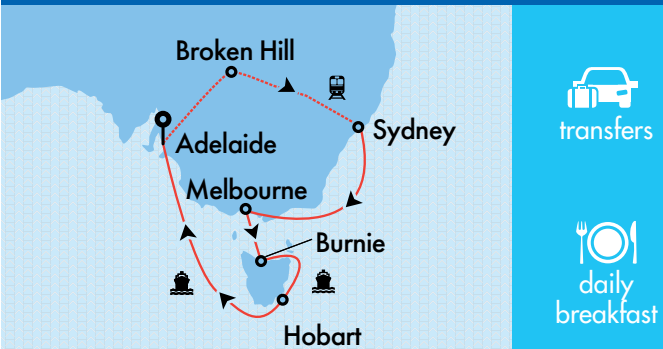 Broken Hill
Sydney
Adelaide
Melbourne
Burnie
Hobart
transfers
daily
breakfast